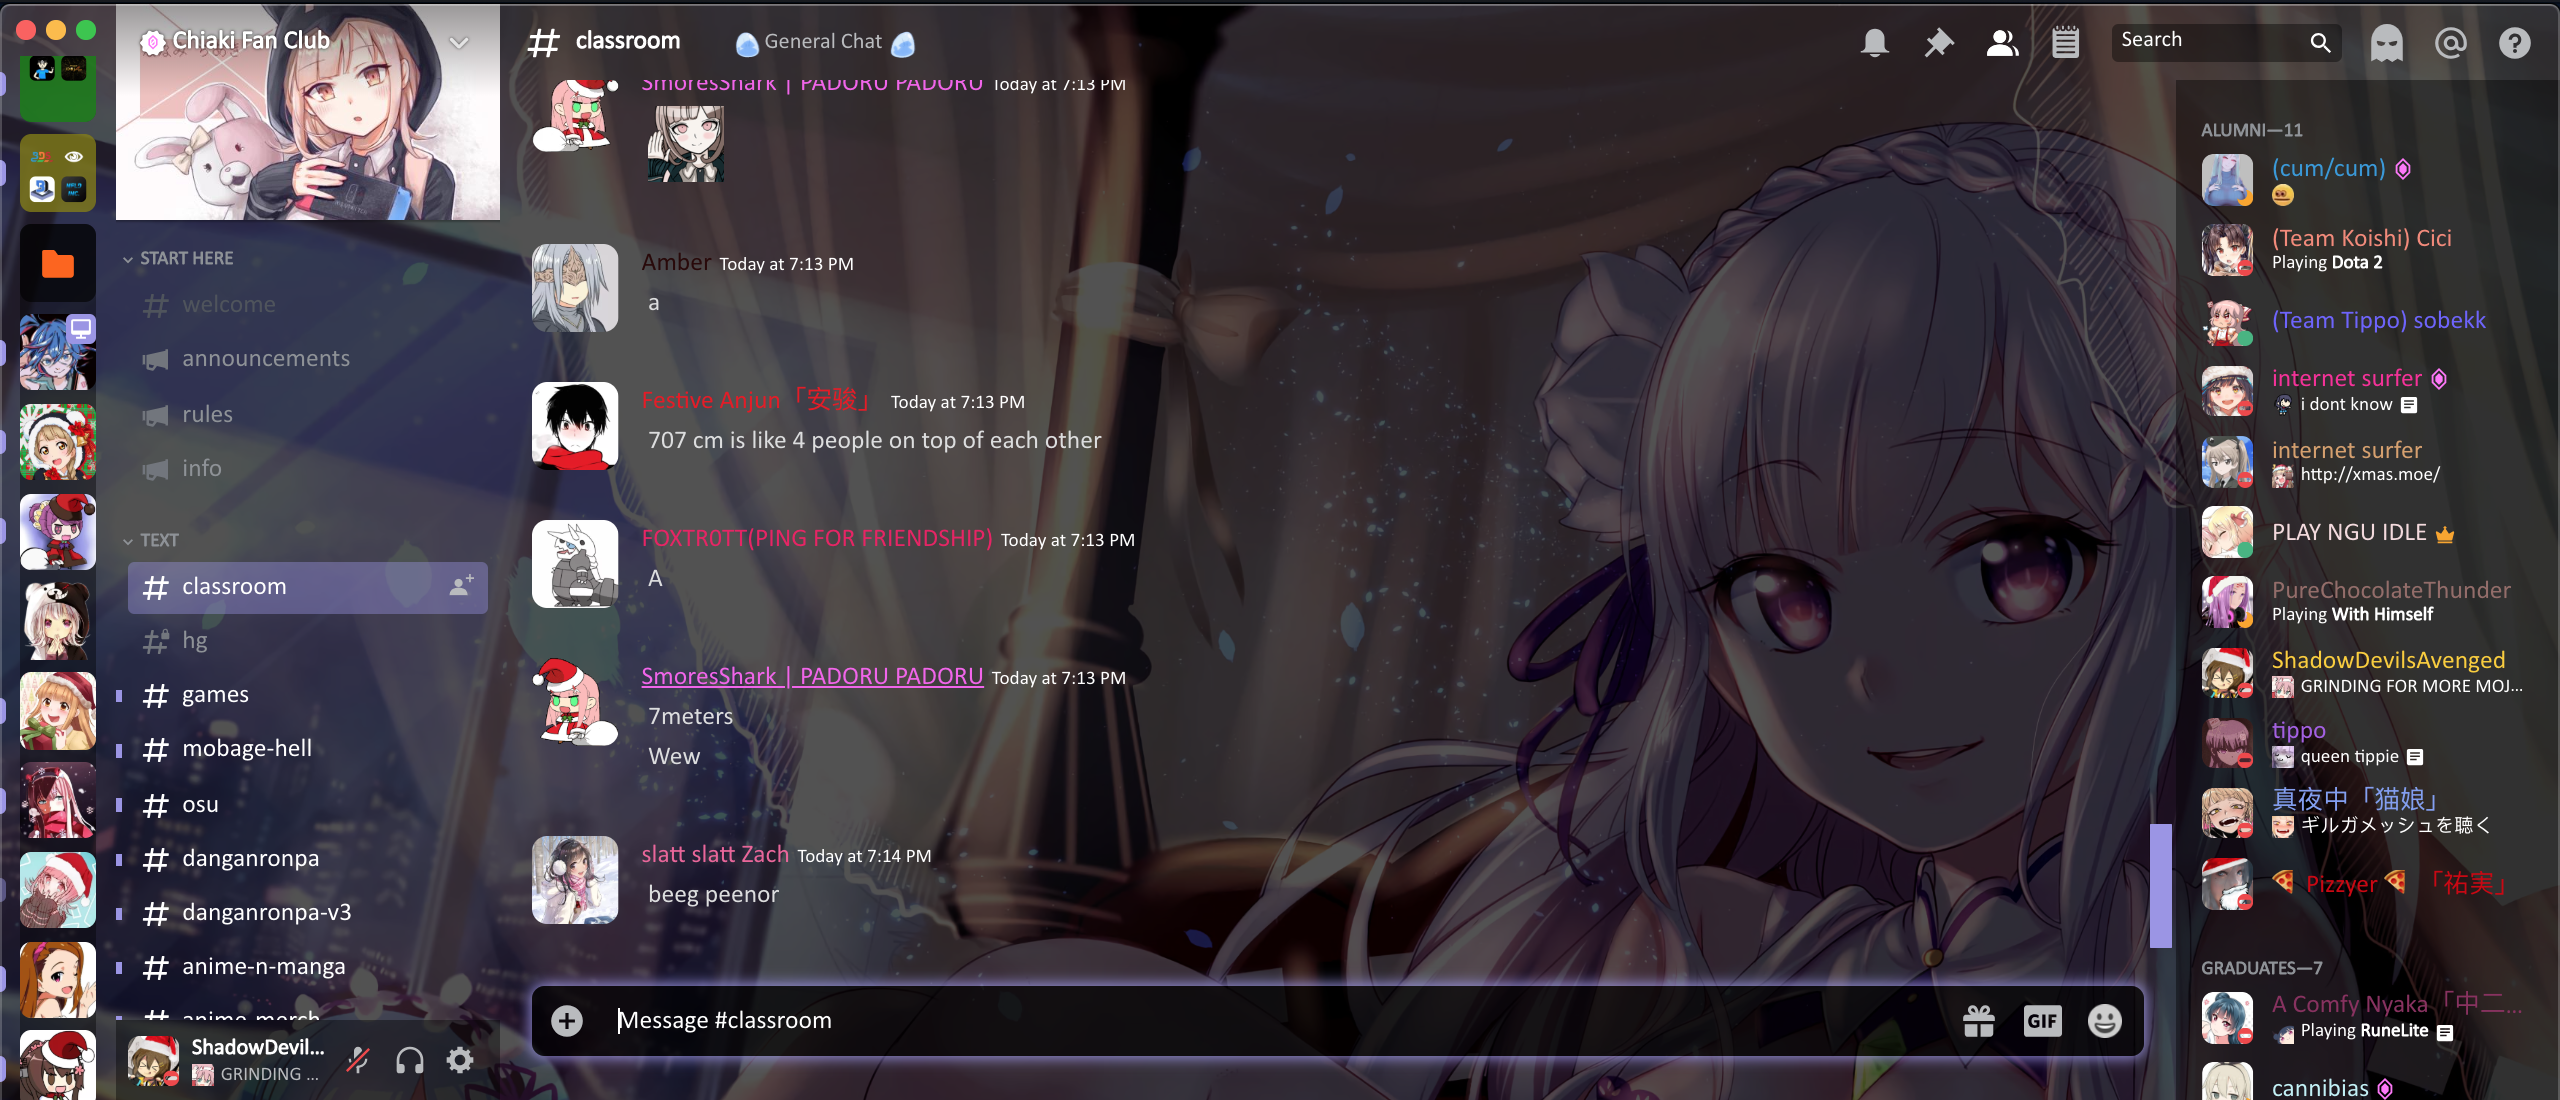 Chiaki Fan Club
START HERE
welcome
announcements
rules
info
TEXT
classroom
hg
games
mobage-hell
osu
danganronpa
danganronpa-v3
anime-n-manga
anime-merch
ShadowDevil...
GRINDING ...
classroom
General Chat
Search
SmoresShark | PADORU PADORU Today at 7:13 PM
Amber Today at 7:13 PM
a
Festive Anjun「安骏」 Today at 7:13 PM
707 cm is like 4 people on top of each other
FOXTR0TT(PING FOR FRIENDSHIP) Today at 7:13 PM
A
SmoresShark | PADORU PADORU Today at 7:13 PM
7meters
Wew
slatt slatt Zach Today at 7:14 PM
beeg peenor
Message #classroom
GIF
ALUMNI—11
(cum/cum)
(Team Koishi) Cici
Playing Dota 2
(Team Tippo) sobekk
internet surfer
i dont know
internet surfer
http://xmas.moe/
PLAY NGU IDLE
PureChocolateThunder
Playing With Himself
ShadowDevilsAvenged
GRINDING FOR MORE MOJ...
tippo
queen tippie
真夜中「猫娘」
ギルガメッシュを聴く
Pizzyer 「祐実」
GRADUATES—7
A Comfy Nyaka「中二...
Playing RuneLite
cannibias